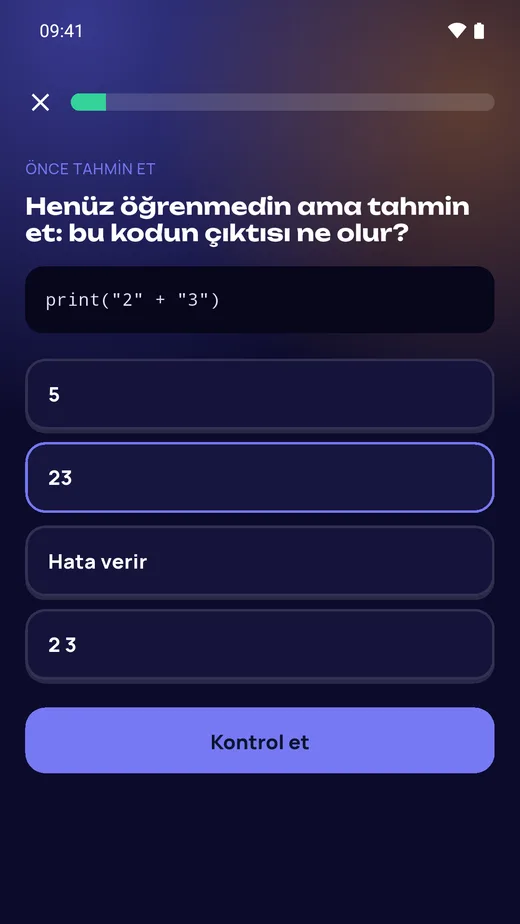 09:41
ÖNCE TAHMİN ET
Henüz öğrenmedin ama tahmin
et: bu kodun çıktısı ne olur?
print("2" + "3")
5
23
Hata verir
2 3
Kontrol et